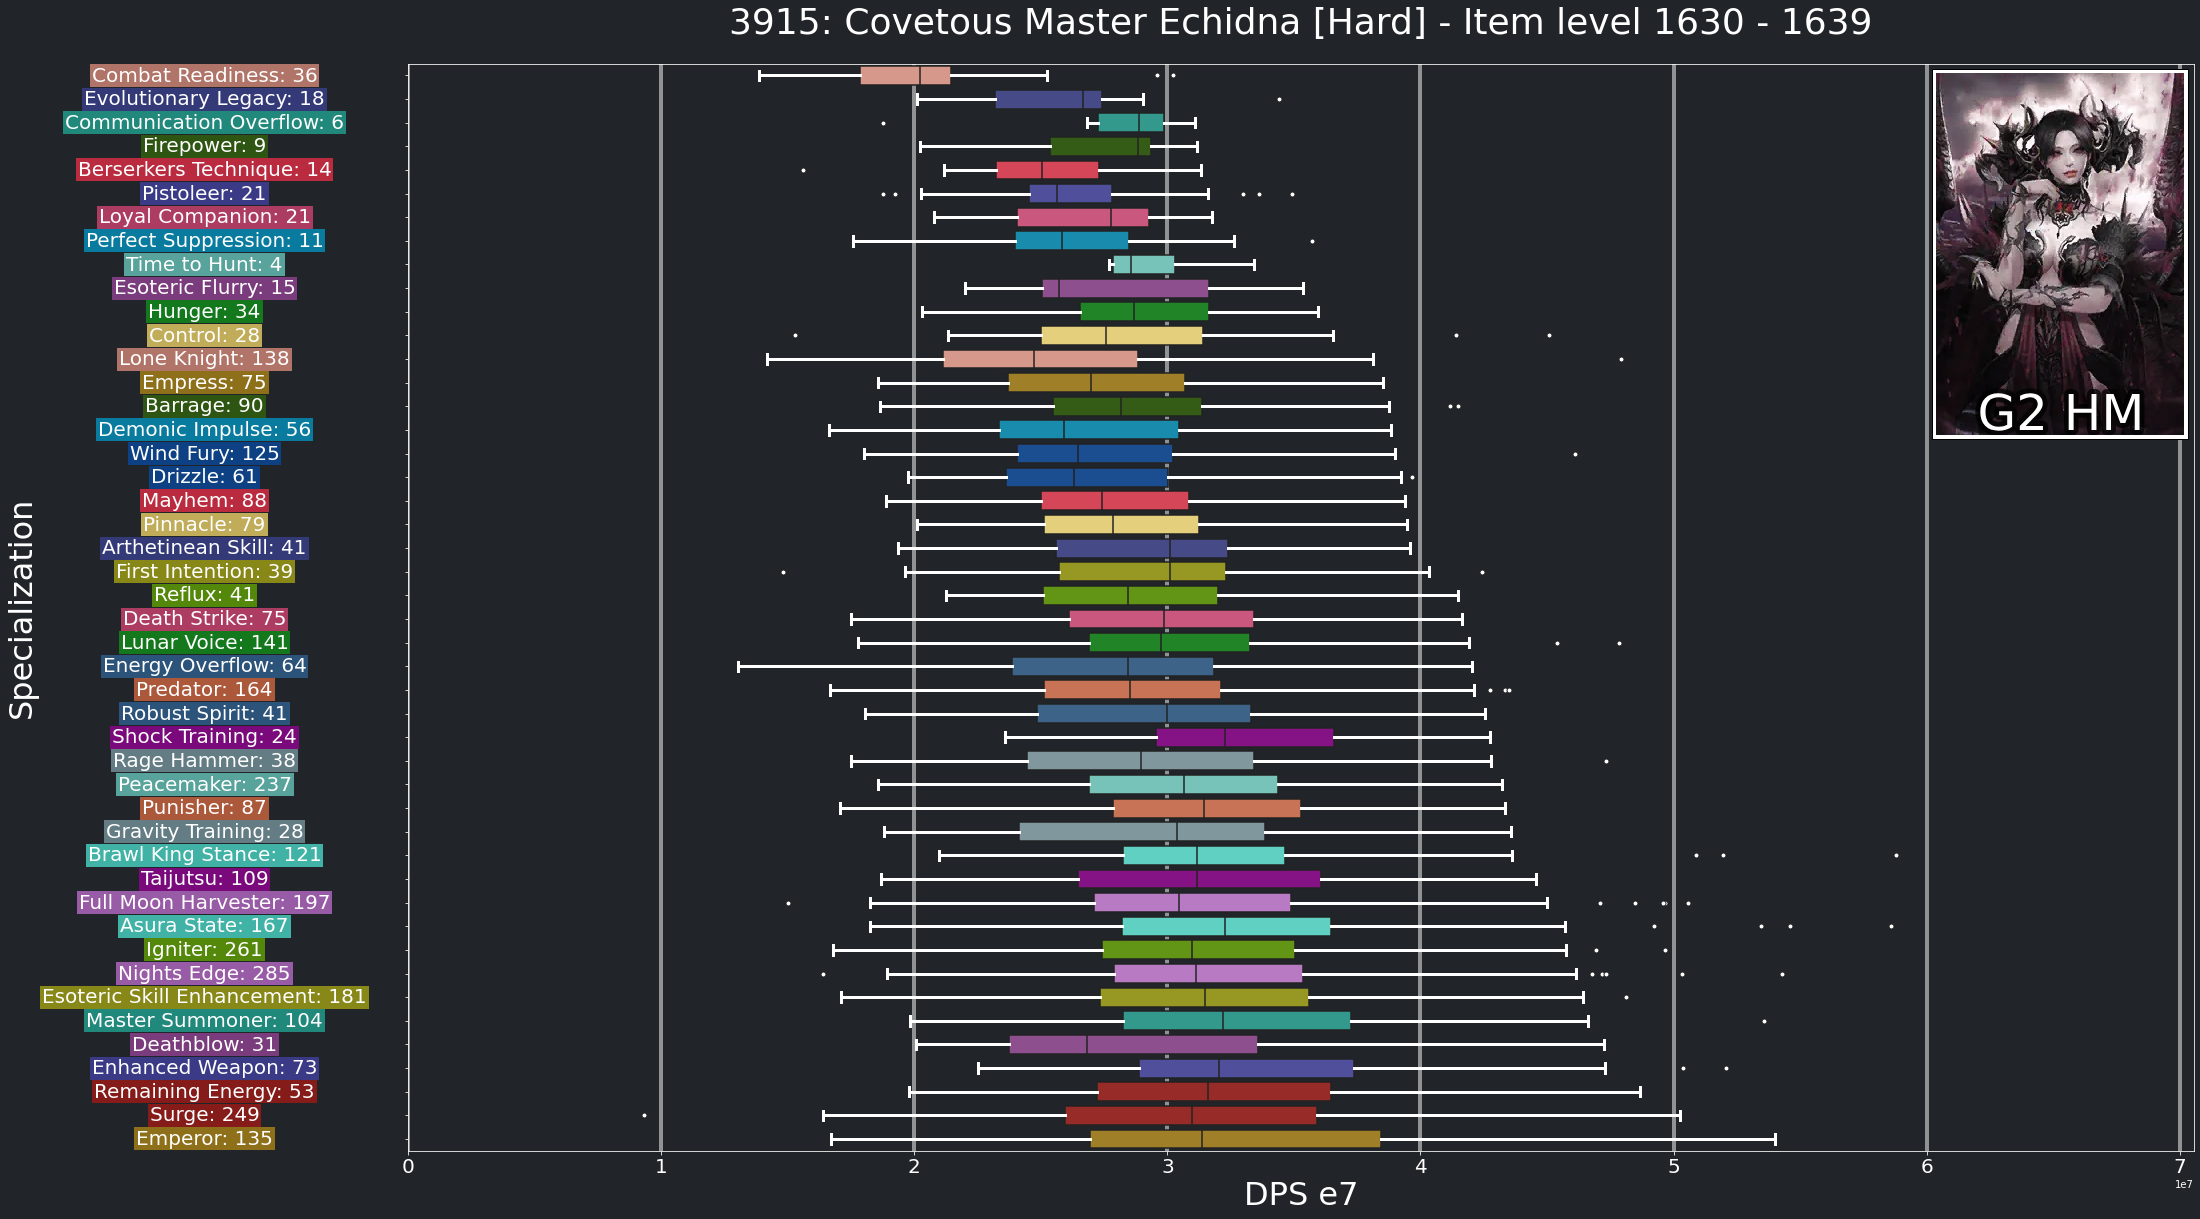 3915: Covetous Master Echidna [Hard] - Item level 1630 - 1639
Combat Readiness: 36
Evolutionary Legacy: 18
Communication Overflow: 6
Firepower: 9
Berserkers Technique: 14
Pistoleer: 21
Loyal Companion: 21
Perfect Suppression: 11
Time to Hunt: 4
Esoteric Flurry: 15
Hunger: 34
Control: 28
Lone Knight: 138
Empress: 75
Barrage: 90
Demonic Impulse: 56
Wind Fury: 125
Drizzle: 61
Mayhem: 88
Pinnacle: 79
Arthetinean Skill: 41
First Intention: 39
Reflux: 41
Death Strike: 75
Lunar Voice: 141
Energy Overflow: 64
Predator: 164
Robust Spirit: 41
Shock Training: 24
Rage Hammer: 38
Peacemaker: 237
Punisher: 87
Gravity Training: 28
Brawl King Stance: 121
Taijutsu: 109
Full Moon Harvester: 197
Asura State: 167
Igniter: 261
Nights Edge: 285
Esoteric Skill Enhancement: 181
Master Summoner: 104
Deathblow: 31
Enhanced Weapon: 73
Remaining Energy: 53
Surge: 249
Emperor: 135
Specialization
G2 HM
0 1 2 3 4 5 6 7
1e7
DPS e7